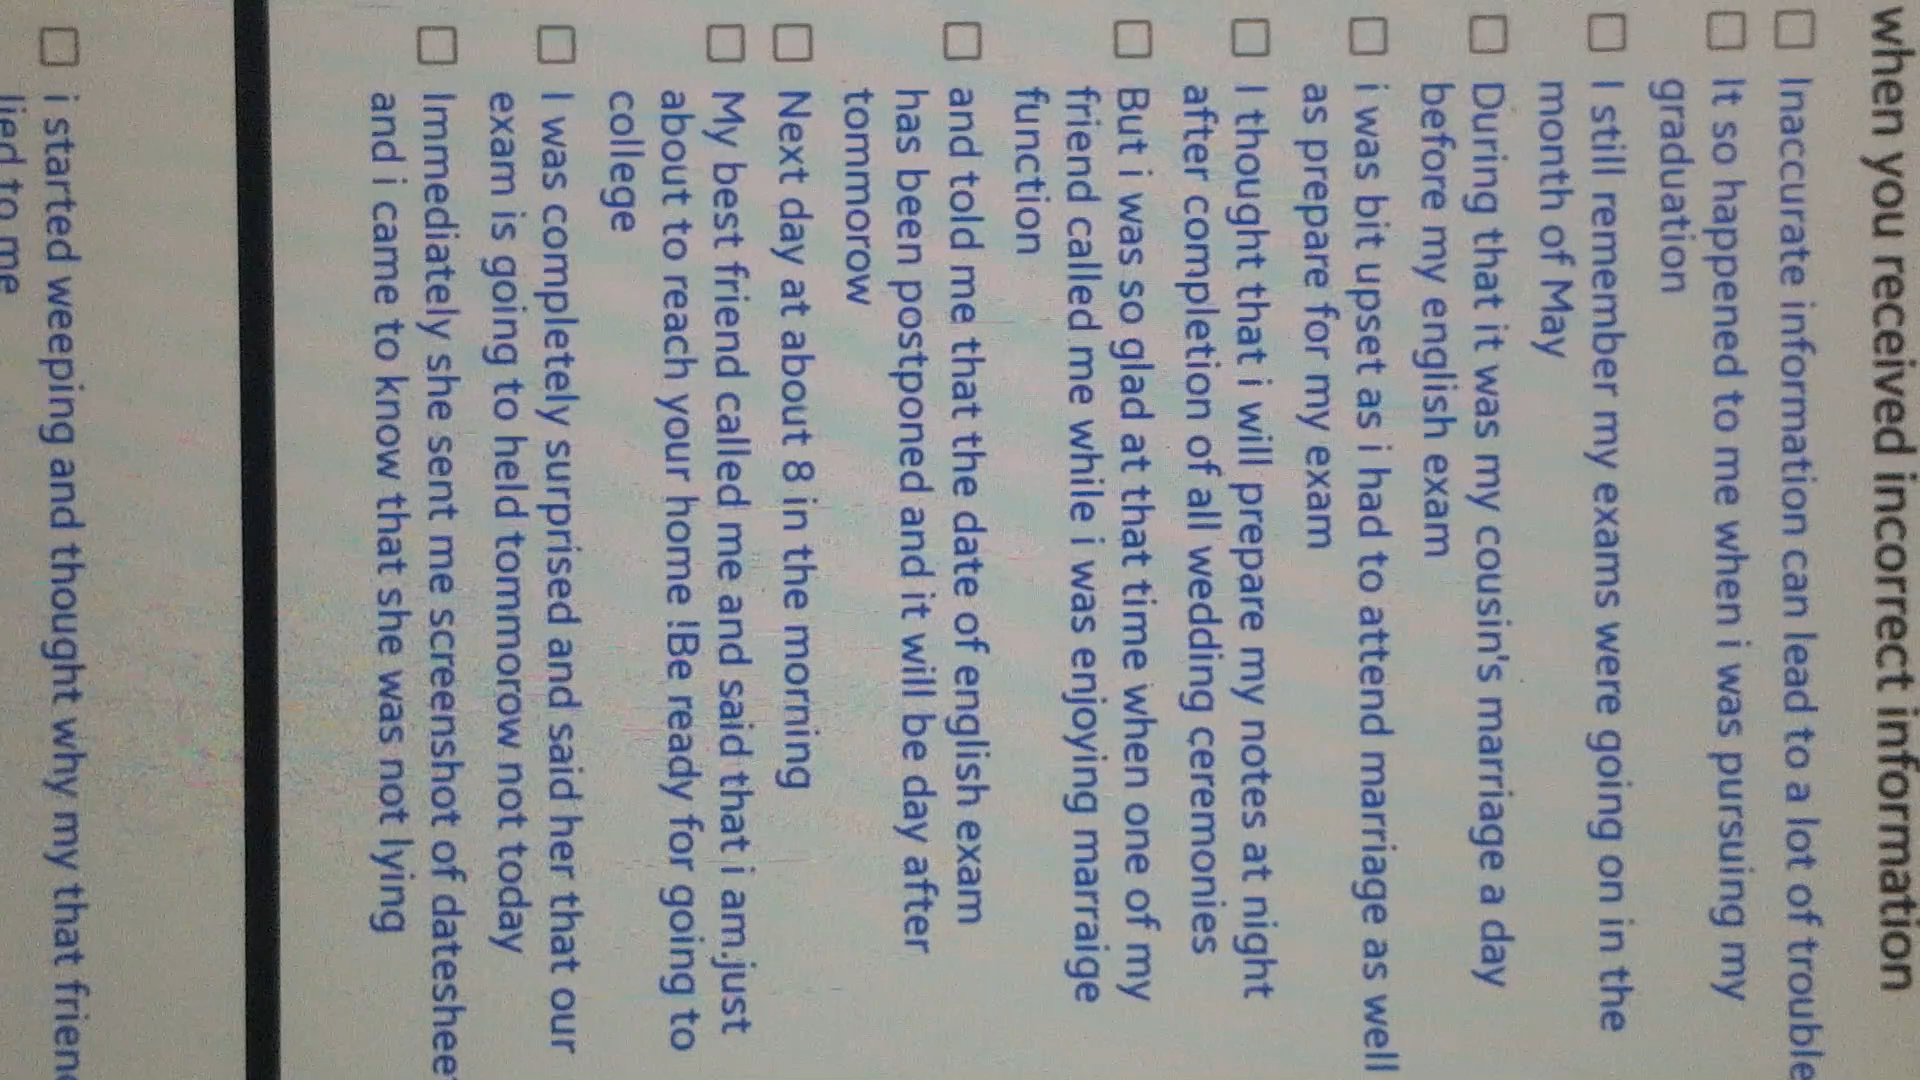 when you received incorrect information
Inaccurate information can lead to a lot of trouble
It so happened to me when i was pursuing my
graduation
I still remember my exams were going on in the
month of May
During that it was my cousin's marriage a day
before my english exam
i was bit upset as i had to attend marriage as well
as prepare for my exam
I thought that i will prepare my notes at night
after completion of all wedding ceremonies
But i was so glad at that time when one of my
friend called me while i was enjoying marraige
function
and told me that the date of english exam
has been postponed and it will be day after
tommorow
Next day at about 8 in the morning
My best friend called me and said that i am.just
about to reach your home !Be ready for going to
college
I was completely surprised and said her that our
exam is going to held tommorow not today
Immediately she sent me screenshot of datesheet
and i came to know that she was not lying
i started weeping and thought why my that friend
lied to me